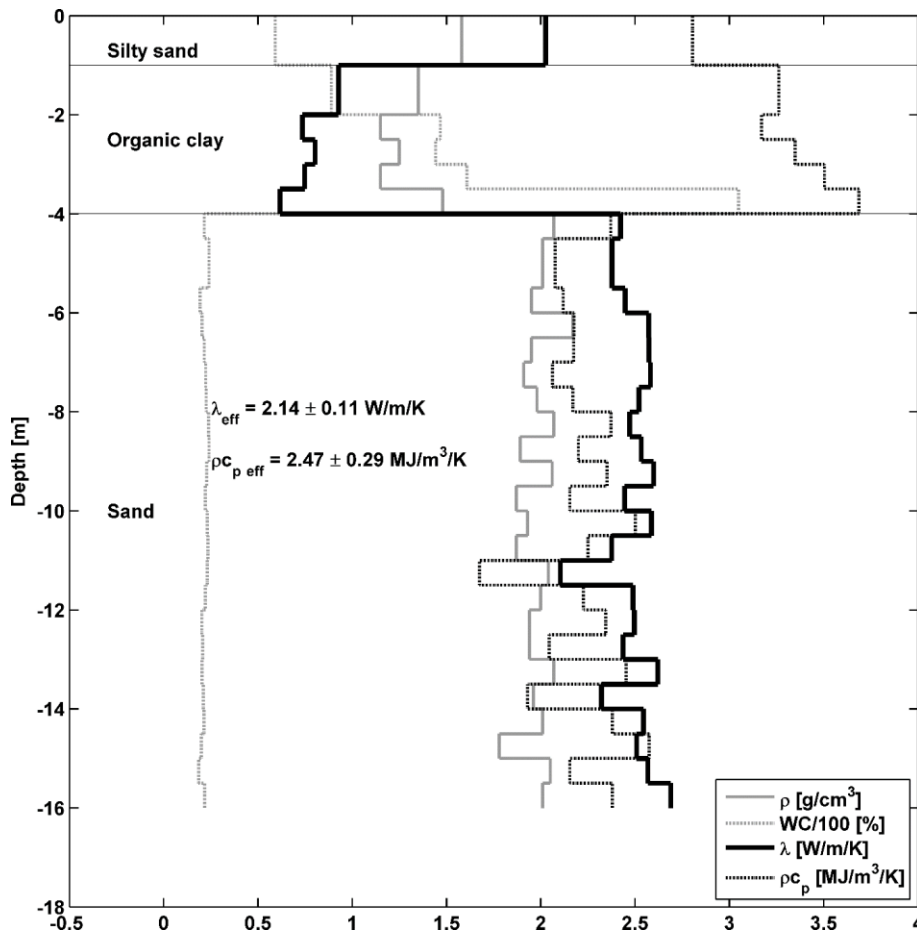 0
Silty sand
-2
Organic clay
-4
-6
λeff = 2.14 ± 0.11 W/m/K
-8
ρcp eff = 2.47 ± 0.29 MJ/m³/K
Depth [m]
Sand
-10
-12
-14
-16
-18
ρ [g/cm³]
WC/100 [%]
λ [W/m/K]
ρcp [MJ/m³/K]
-0.5 0 0.5 1 1.5 2 2.5 3 3.5 4